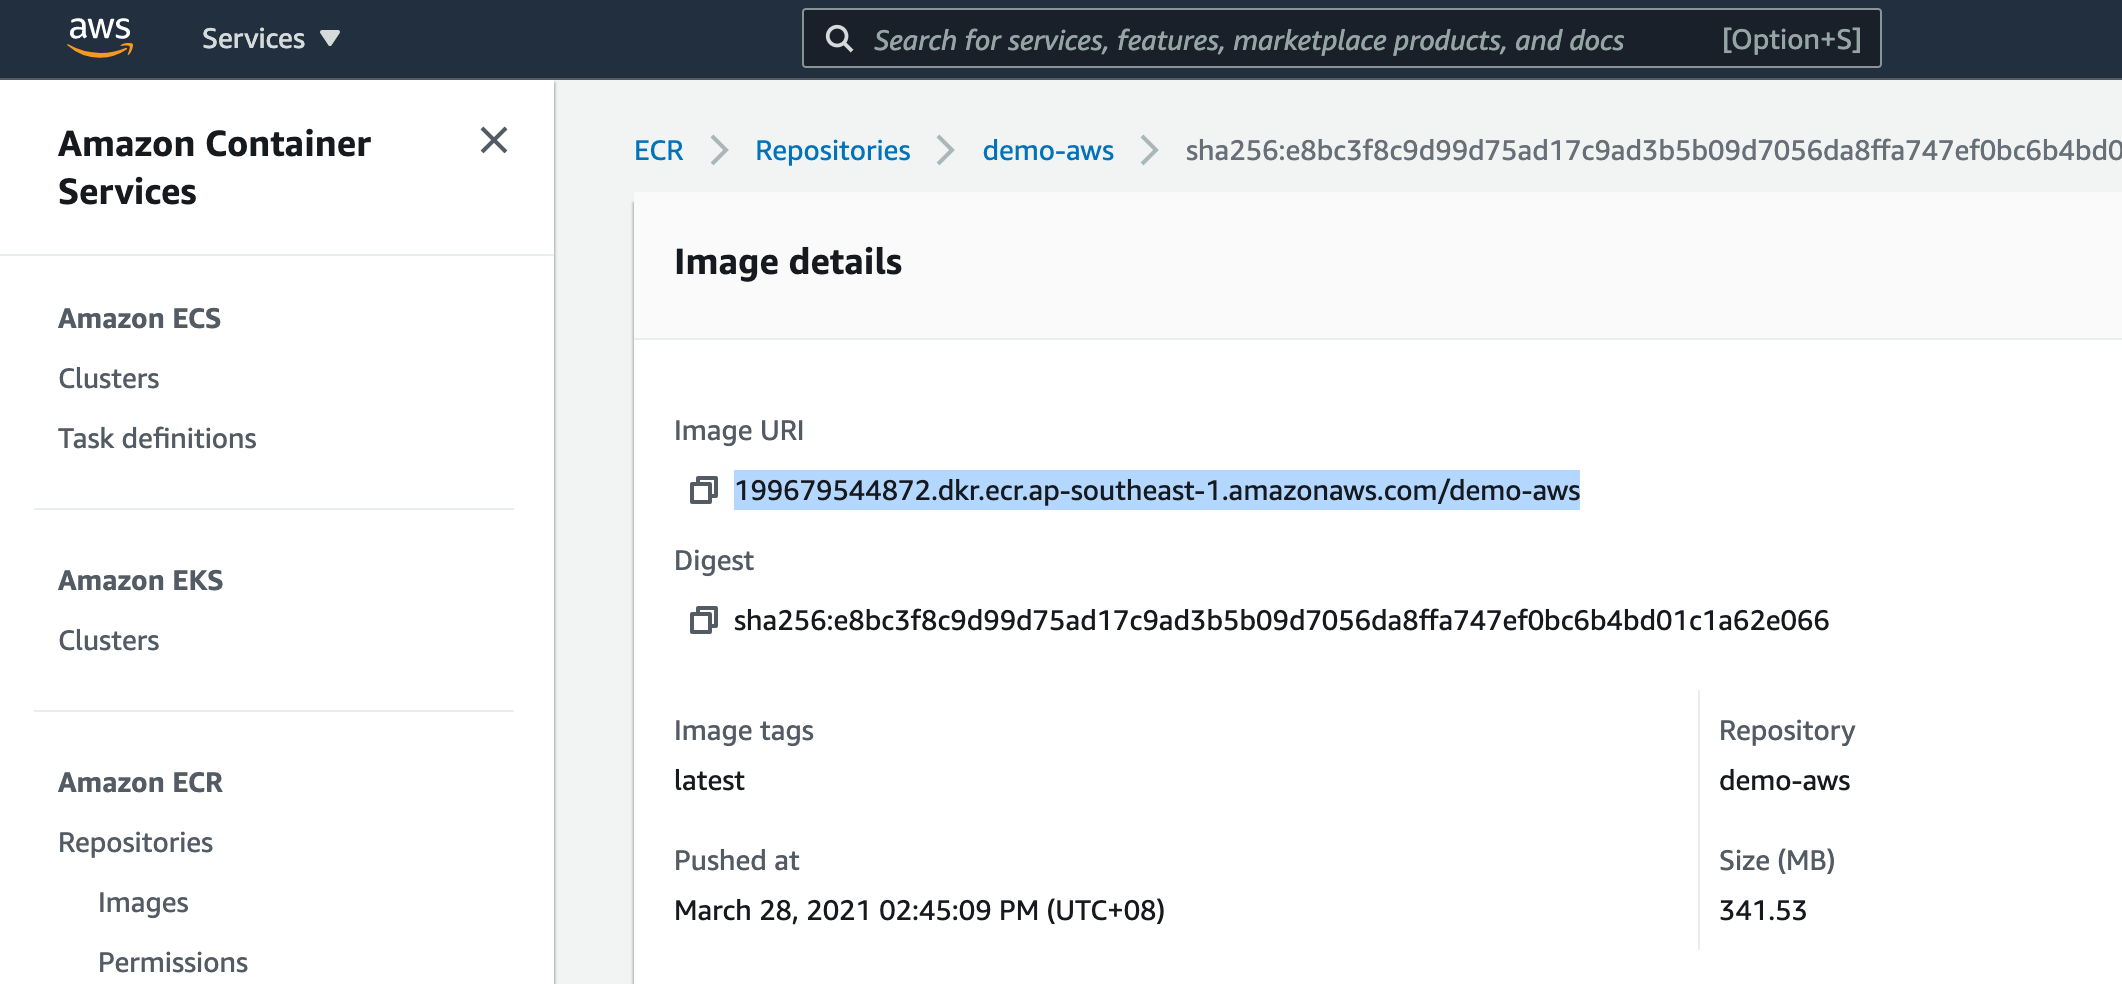 aws Services Search for services, features, marketplace products, and docs [Option+S]
Amazon Container
Services
Amazon ECS
Clusters
Task definitions
Amazon EKS
Clusters
Amazon ECR
Repositories
Images
Permissions
ECR Repositories demo-aws sha256:e8bc3f8c9d99d75ad17c9ad3b5b09d7056da8ffa747ef0bc6b4bd0
Image details
Image URI
199679544872.dkr.ecr.ap-southeast-1.amazonaws.com/demo-aws
Digest
sha256:e8bc3f8c9d99d75ad17c9ad3b5b09d7056da8ffa747ef0bc6b4bd01c1a62e066
Image tags
latest
Repository
demo-aws
Pushed at
March 28, 2021 02:45:09 PM (UTC+08)
Size (MB)
341.53